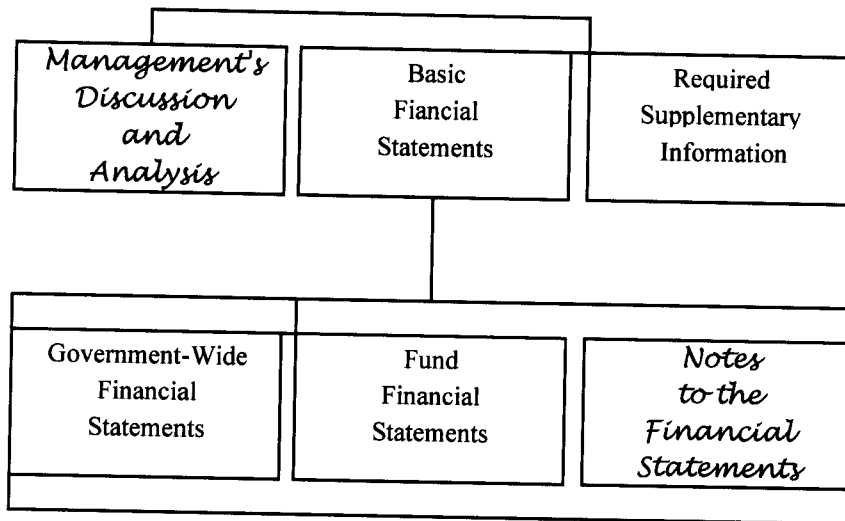 Management's
Discussion
and
Analysis
Basic
Fiancial
Statements
Required
Supplementary
Information
Government-Wide
Financial
Statements
Fund
Financial
Statements
Notes
to the
Financial
Statements